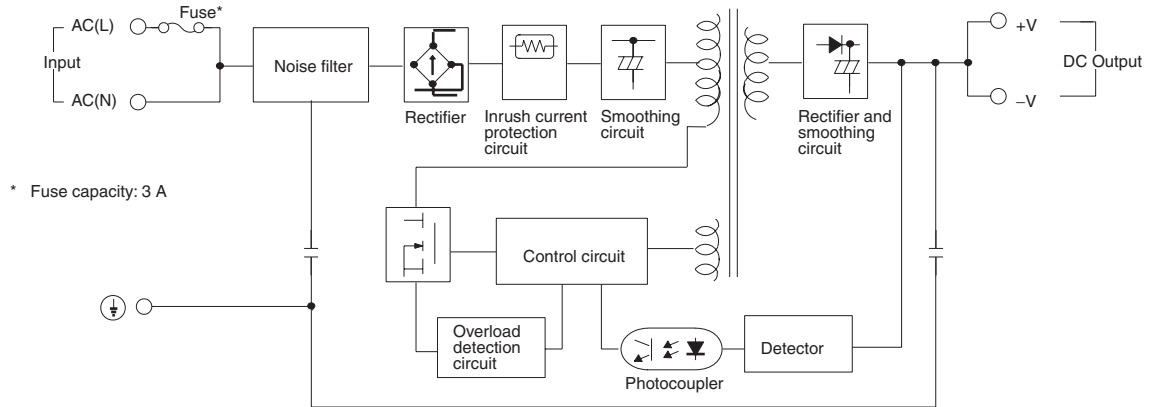 Fuse*
AC(L)
Input
AC(N)
Noise filter
Rectifier
Inrush current
protection
circuit
Smoothing
circuit
Rectifier and
smoothing
circuit
+V
DC Output
–V
* Fuse capacity: 3 A
Control circuit
Overload
detection
circuit
Photocoupler
Detector